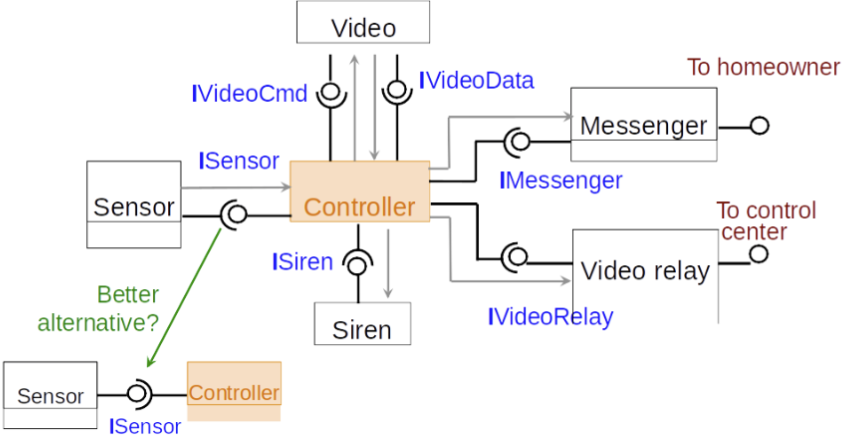 Video
IVideoCmd
IVideoData
To homeowner
Messenger
ISensor
IMessenger
Sensor
Controller
To control
center
ISiren
Video relay
Better
alternative?
Siren
IVideoRelay
Sensor
Controller
ISensor